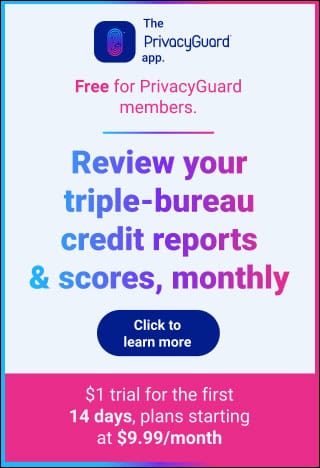 The
PrivacyGuard
app.
Free for PrivacyGuard
members.
Review your
triple-bureau
credit reports
& scores, monthly
Click to
learn more
$1 trial for the first
14 days, plans starting
at $9.99/month